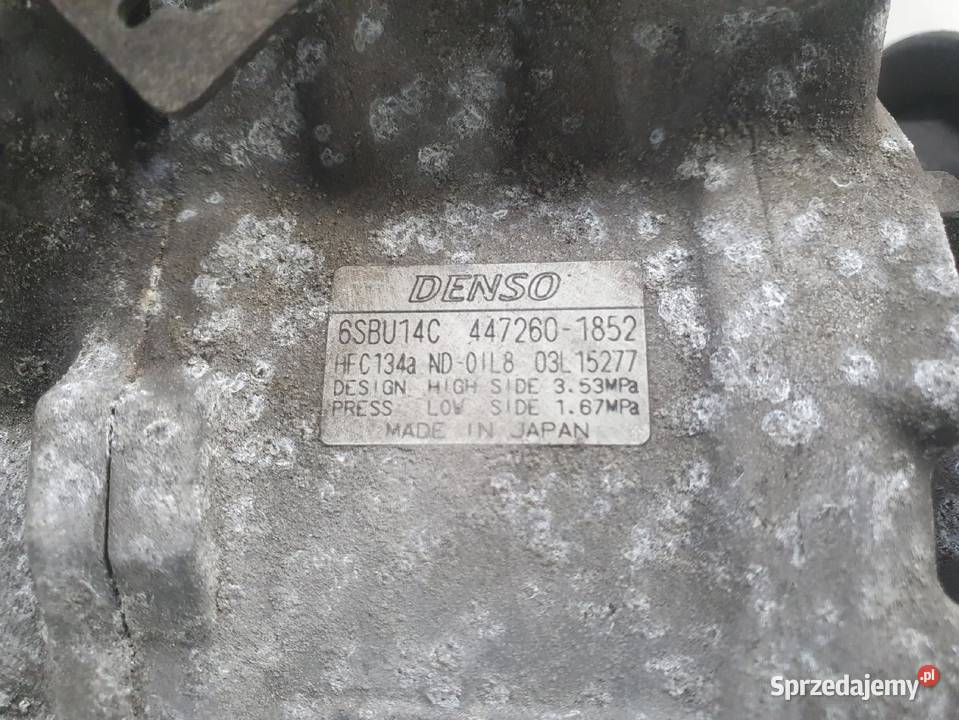 DENSO
6SBU14C 447260-1852
HFC134a ND-OIL8 03L15277
DESIGN HIGH SIDE 3.53MPa
PRESS LOW SIDE 1.67MPa
MADE IN JAPAN
Sprzedajemy.pl